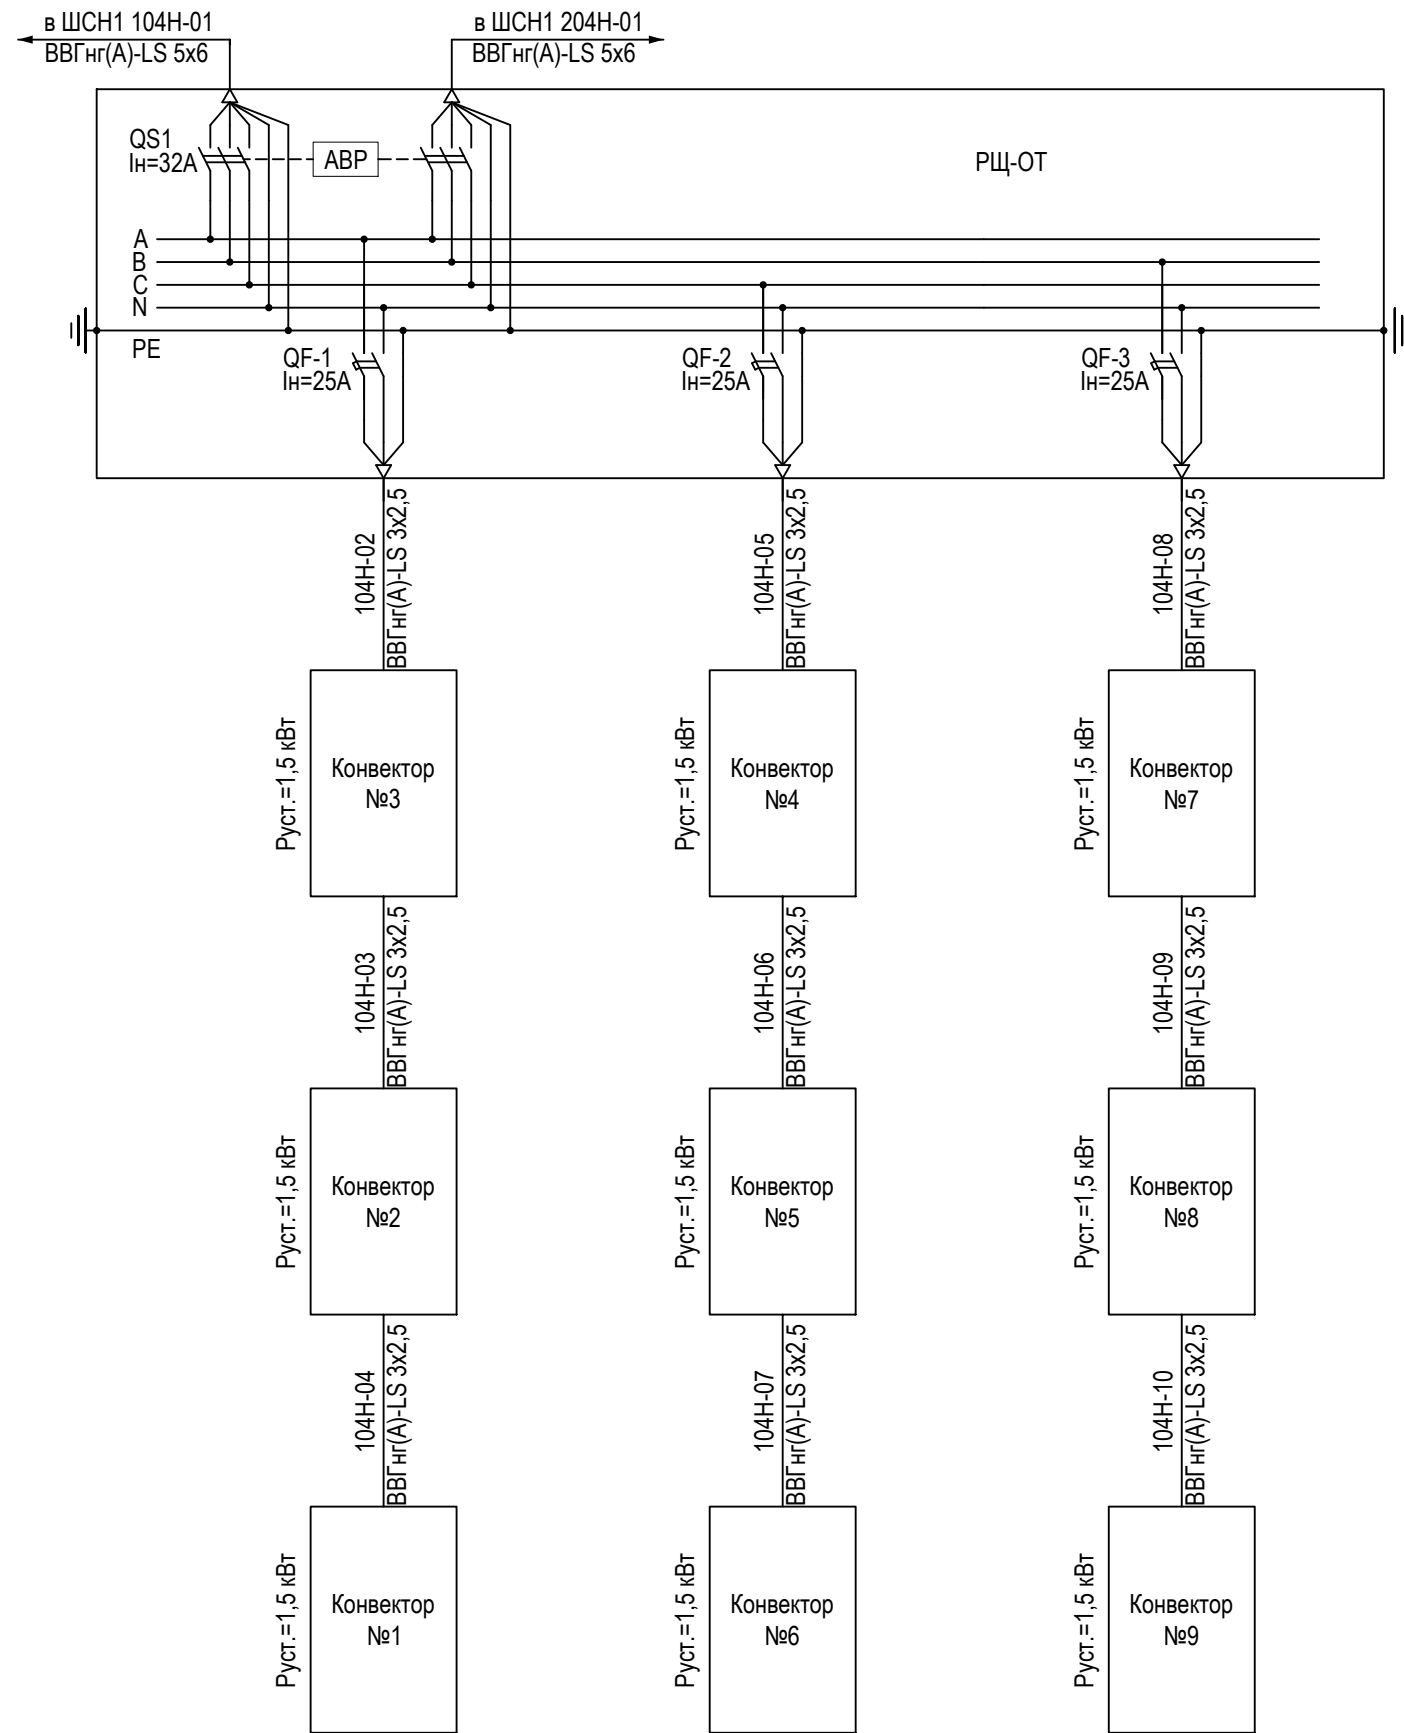 в ШСН1 104Н-01
ВВГнг(А)-LS 5х6
в ШСН1 204Н-01
ВВГнг(А)-LS 5х6
QS1
Iн=32А
АВР
РЩ-ОТ
A
B
C
N
PE
QF-1
Iн=25А
QF-2
Iн=25А
QF-3
Iн=25А
104Н-02
ВВГнг(А)-LS 3х2,5
104Н-05
ВВГнг(А)-LS 3х2,5
104Н-08
ВВГнг(А)-LS 3х2,5
Руст.=1,5 кВт
Конвектор
№3
Руст.=1,5 кВт
Конвектор
№4
Руст.=1,5 кВт
Конвектор
№7
104Н-03
ВВГнг(А)-LS 3х2,5
104Н-06
ВВГнг(А)-LS 3х2,5
104Н-09
ВВГнг(А)-LS 3х2,5
Руст.=1,5 кВт
Конвектор
№2
Руст.=1,5 кВт
Конвектор
№5
Руст.=1,5 кВт
Конвектор
№8
104Н-04
ВВГнг(А)-LS 3х2,5
104Н-07
ВВГнг(А)-LS 3х2,5
104Н-10
ВВГнг(А)-LS 3х2,5
Руст.=1,5 кВт
Конвектор
№1
Руст.=1,5 кВт
Конвектор
№6
Руст.=1,5 кВт
Конвектор
№9